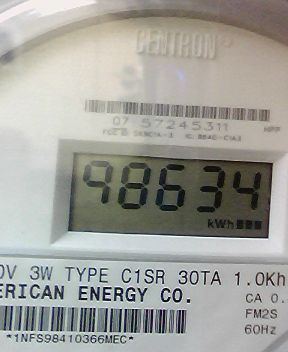 CENTRON
07 57245311
98634
kWh
0V 3W TYPE C1SR 30TA 1.0Kh
ERICAN ENERGY CO.
CA 0.
FM2S
60Hz
*1NFS98410366MEC*